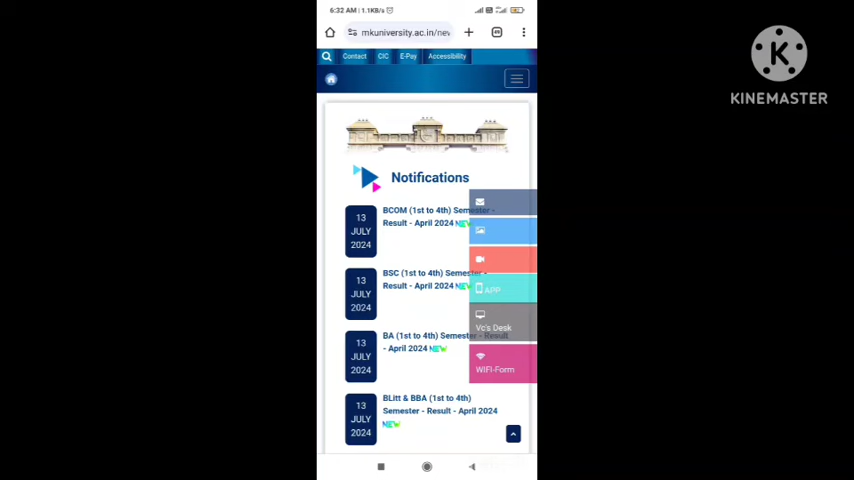 6:32 AM | 1.1KB/s
mkuniversity.ac.in/nev
Contact CIC E-Pay Accessibility
Notifications
13 JULY 2024
BCOM (1st to 4th) Semester -
Result - April 2024 NEW
13 JULY 2024
BSC (1st to 4th) Semester -
Result - April 2024 NEW
13 JULY 2024
BA (1st to 4th) Semester - Result
- April 2024 NEW
13 JULY 2024
BLitt & BBA (1st to 4th)
Semester - Result - April 2024
NEW
APP
Vc's Desk
WIFI-Form
K
KINEMASTER